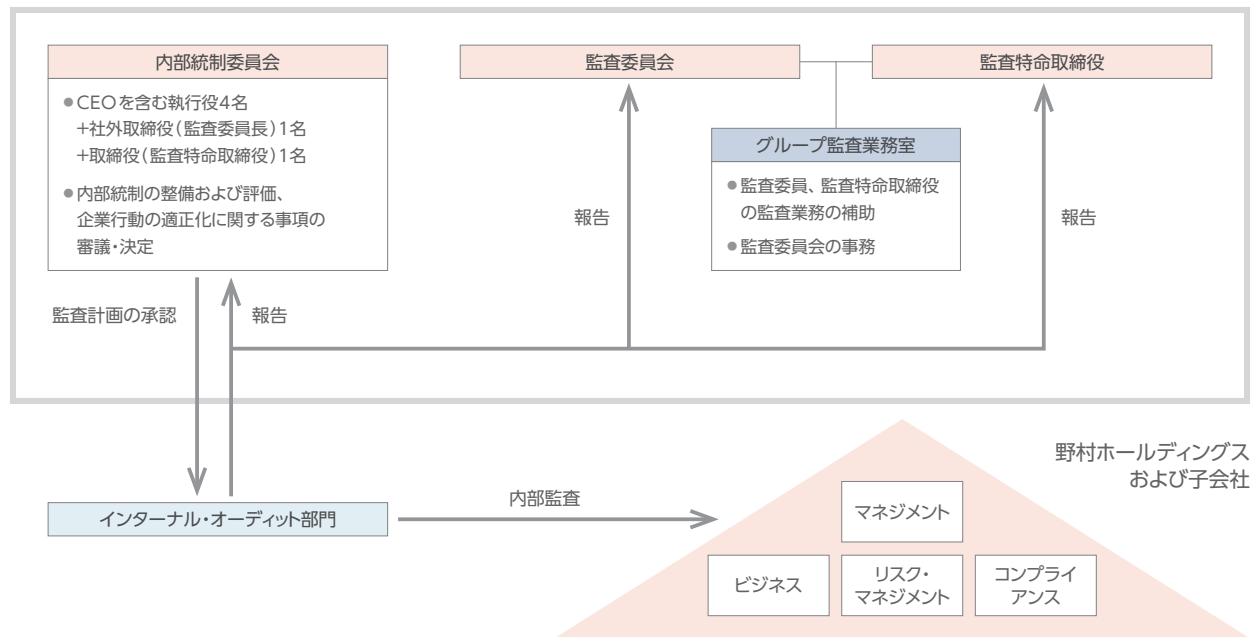 内部統制委員会
●CEOを含む執行役4名
+社外取締役(監査委員長)1名
+取締役(監査特命取締役)1名
●内部統制の整備および評価、
企業行動の適正化に関する事項の
審議・決定
監査委員会
監査特命取締役
グループ監査業務室
●監査委員、監査特命取締役
の監査業務の補助
●監査委員会の事務
報告
報告
監査計画の承認
報告
インターナル・オーディット部門
内部監査
野村ホールディングス
および子会社
マネジメント
ビジネス
リスク・
マネジメント
コンプライ
アンス